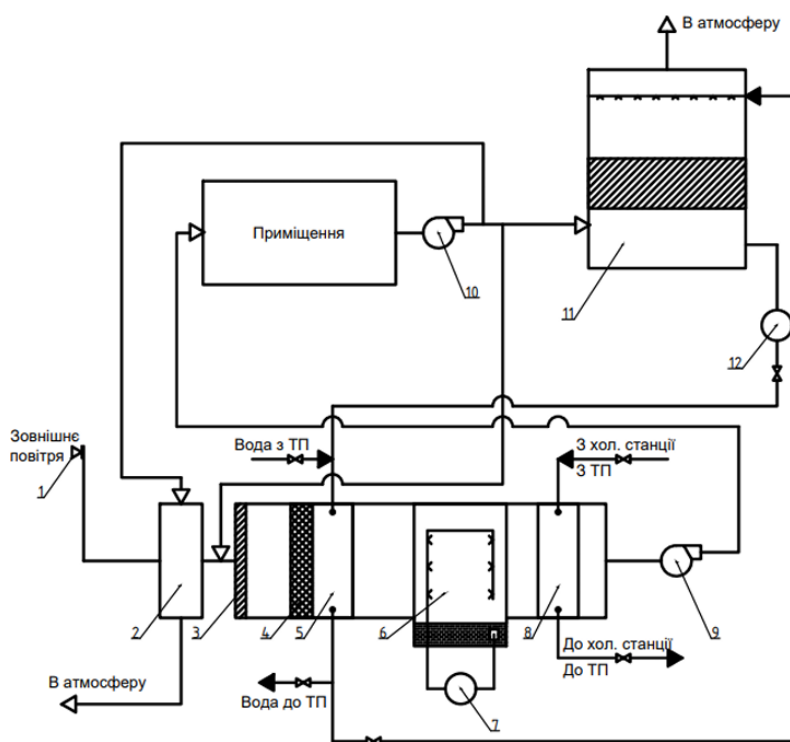 В атмосферу
Приміщення
10
11
12
Зовнішнє
повітря
1
Вода з ТП
З хол. станції
З ТП
2
3
4
5
6
8
9
До хол. станції
До ТП
В атмосферу
Вода до ТП
7